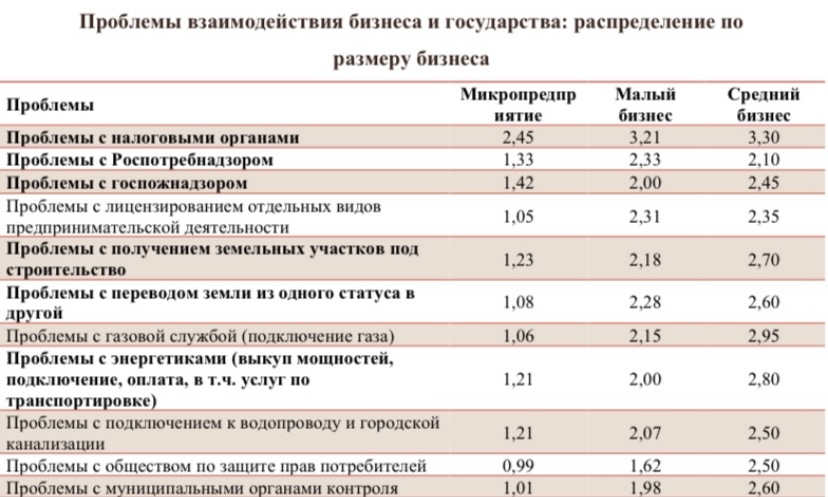 Проблемы взаимодействия бизнеса и государства: распределение по
размеру бизнеса
Проблемы Микропредпр иятие Малый бизнес Средний бизнес
Проблемы с налоговыми органами 2,45 3,21 3,30
Проблемы с Роспотребнадзором 1,33 2,33 2,10
Проблемы с госпожнадзором 1,42 2,00 2,45
Проблемы с лицензированием отдельных видов
предпринимательской деятельности 1,05 2,31 2,35
Проблемы с получением земельных участков под
строительство 1,23 2,18 2,70
Проблемы с переводом земли из одного статуса в
другой 1,08 2,28 2,60
Проблемы с газовой службой (подключение газа) 1,06 2,15 2,95
Проблемы с энергетиками (выкуп мощностей,
подключение, оплата, в т.ч. услуг по
транспортировке) 1,21 2,00 2,80
Проблемы с подключением к водопроводу и городской
канализации 1,21 2,07 2,50
Проблемы с обществом по защите прав потребителей 0,99 1,62 2,50
Проблемы с муниципальными органами контроля 1,01 1,98 2,60